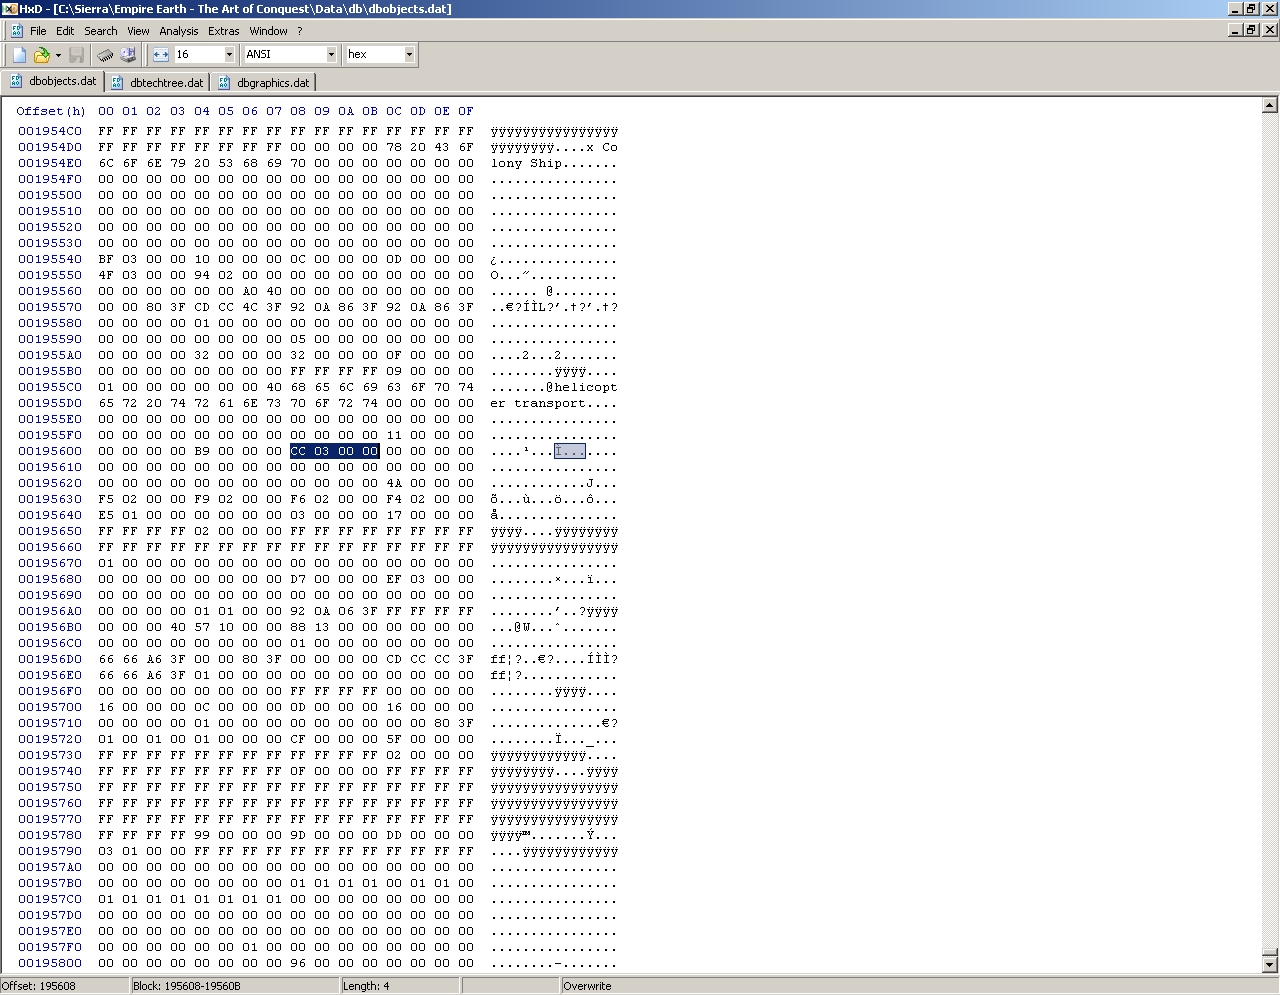 HxD - [C:\Sierra\Empire Earth - The Art of Conquest\Data\db\dbobjects.dat]
File Edit Search View Analysis Extras Window ?
16 ANSI hex
dbobjects.dat dbtechtree.dat dbgraphics.dat
Offset(h) 00 01 02 03 04 05 06 07 08 09 0A 0B 0C 0D 0E 0F
001954C0 FF FF FF FF FF FF FF FF FF FF FF FF FF FF FF FF ÿÿÿÿÿÿÿÿÿÿÿÿÿÿÿÿ
001954D0 FF FF FF FF FF FF FF FF 00 00 00 00 78 20 43 6F ÿÿÿÿÿÿÿÿ....x Co
001954E0 6C 6F 6E 79 20 53 68 69 70 00 00 00 00 00 00 00 lony Ship.......
001954F0 00 00 00 00 00 00 00 00 00 00 00 00 00 00 00 00 ................
00195500 00 00 00 00 00 00 00 00 00 00 00 00 00 00 00 00 ................
00195510 00 00 00 00 00 00 00 00 00 00 00 00 00 00 00 00 ................
00195520 00 00 00 00 00 00 00 00 00 00 00 00 00 00 00 00 ................
00195530 00 00 00 00 00 00 00 00 00 00 00 00 00 00 00 00 ................
00195540 BF 03 00 00 10 00 00 00 0C 00 00 00 0D 00 00 00 ¿...............
00195550 4F 03 00 00 94 02 00 00 00 00 00 00 00 00 00 00 O...”...........
00195560 00 00 00 00 00 00 A0 40 00 00 00 00 00 00 00 00 ...... @........
00195570 00 00 80 3F CD CC 4C 3F 92 0A 86 3F 92 0A 86 3F ..€?ÍÌL?’.†?’.†?
00195580 00 00 00 00 01 00 00 00 00 00 00 00 00 00 00 00 ................
00195590 00 00 00 00 00 00 00 00 05 00 00 00 00 00 00 00 ................
001955A0 00 00 00 00 32 00 00 00 32 00 00 00 0F 00 00 00 ....2...2.......
001955B0 00 00 00 00 00 00 00 00 FF FF FF FF 09 00 00 00 ........ÿÿÿÿ....
001955C0 01 00 00 00 00 00 00 40 68 65 6C 69 63 6F 70 74 .......@helicopt
001955D0 65 72 20 74 72 61 6E 73 70 6F 72 74 00 00 00 00 er transport....
001955E0 00 00 00 00 00 00 00 00 00 00 00 00 00 00 00 00 ................
001955F0 00 00 00 00 00 00 00 00 00 00 00 00 11 00 00 00 ................
00195600 00 00 00 00 B9 00 00 00 CC 03 00 00 00 00 00 00 ....¹...Ì.......
00195610 00 00 00 00 00 00 00 00 00 00 00 00 00 00 00 00 ................
00195620 00 00 00 00 00 00 00 00 00 00 00 00 4A 00 00 00 ............J...
00195630 F5 02 00 00 F9 02 00 00 F6 02 00 00 F4 02 00 00 õ...ù...ö...ô...
00195640 E5 01 00 00 00 00 00 00 03 00 00 00 17 00 00 00 å...............
00195650 FF FF FF FF 02 00 00 00 FF FF FF FF FF FF FF FF ÿÿÿÿ....ÿÿÿÿÿÿÿÿ
00195660 FF FF FF FF FF FF FF FF FF FF FF FF FF FF FF FF ÿÿÿÿÿÿÿÿÿÿÿÿÿÿÿÿ
00195670 01 00 00 00 00 00 00 00 00 00 00 00 00 00 00 00 ................
00195680 00 00 00 00 00 00 00 00 D7 00 00 00 EF 03 00 00 ........×...ï...
00195690 00 00 00 00 00 00 00 00 00 00 00 00 00 00 00 00 ................
001956A0 00 00 00 00 01 01 00 00 92 0A 06 3F FF FF FF FF ........’..?ÿÿÿÿ
001956B0 00 00 00 40 57 10 00 00 88 13 00 00 00 00 00 00 ...@W...ˆ.......
001956C0 00 00 00 00 00 00 00 00 01 00 00 00 00 00 00 00 ................
001956D0 66 66 A6 3F 00 00 80 3F 00 00 00 00 CD CC CC 3F ff¦?..€?....ÍÌÌ?
001956E0 66 66 A6 3F 01 00 00 00 00 00 00 00 00 00 00 00 ff¦?............
001956F0 00 00 00 00 00 00 00 00 FF FF FF FF 00 00 00 00 ........ÿÿÿÿ....
00195700 16 00 00 00 0C 00 00 00 0D 00 00 00 16 00 00 00 ................
00195710 00 00 00 00 01 00 00 00 00 00 00 00 00 00 80 3F ..............€?
00195720 01 00 01 00 01 00 00 00 CF 00 00 00 5F 00 00 00 ........Ï..._...
00195730 FF FF FF FF FF FF FF FF FF FF FF FF 02 00 00 00 ÿÿÿÿÿÿÿÿÿÿÿÿ....
00195740 FF FF FF FF FF FF FF FF 0F 00 00 00 FF FF FF FF ÿÿÿÿÿÿÿÿ....ÿÿÿÿ
00195750 FF FF FF FF FF FF FF FF FF FF FF FF FF FF FF FF ÿÿÿÿÿÿÿÿÿÿÿÿÿÿÿÿ
00195760 FF FF FF FF FF FF FF FF FF FF FF FF FF FF FF FF ÿÿÿÿÿÿÿÿÿÿÿÿÿÿÿÿ
00195770 FF FF FF FF FF FF FF FF FF FF FF FF FF FF FF FF ÿÿÿÿÿÿÿÿÿÿÿÿÿÿÿÿ
00195780 FF FF FF FF 99 00 00 00 9D 00 00 00 DD 00 00 00 ÿÿÿÿ™.......Ý...
00195790 03 01 00 00 FF FF FF FF FF FF FF FF FF FF FF FF ....ÿÿÿÿÿÿÿÿÿÿÿÿ
001957A0 00 00 00 00 00 00 00 00 00 00 00 00 00 00 00 00 ................
001957B0 00 00 00 00 00 00 00 00 01 01 01 01 00 01 01 00 ................
001957C0 01 01 01 01 01 01 01 01 00 00 00 00 00 00 00 00 ................
001957D0 00 00 00 00 00 00 00 00 00 00 00 00 00 00 00 00 ................
001957E0 00 00 00 00 00 00 00 00 00 00 00 00 00 00 00 00 ................
001957F0 00 00 00 00 00 00 01 00 00 00 00 00 00 00 00 00 ................
00195800 00 00 00 00 00 00 00 00 96 00 00 00 00 00 00 00 ........–.......
Offset: 195608 Block: 195608-19560B Length: 4 Overwrite